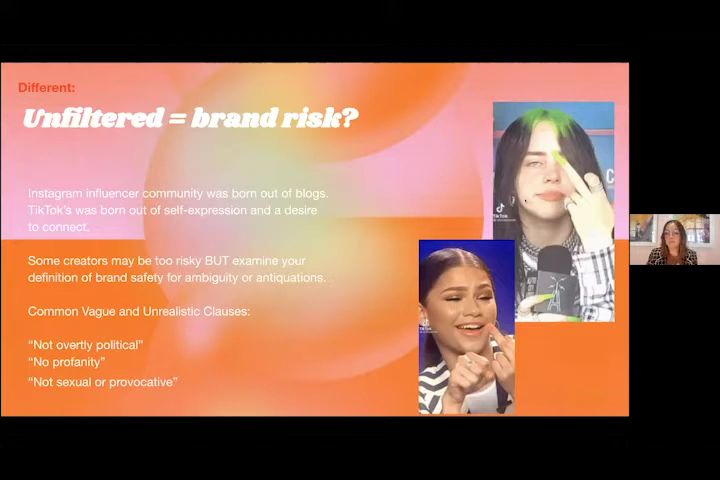 Different:
Unfiltered = brand risk?
Instagram influencer community was born out of blogs.
TikTok's was born out of self-expression and a desire
to connect.
Some creators may be too risky BUT examine your
definition of brand safety for ambiguity or antiquations.
Common Vague and Unrealistic Clauses:
“Not overtly political”
“No profanity”
“Not sexual or provocative”
TikTok
TikTok